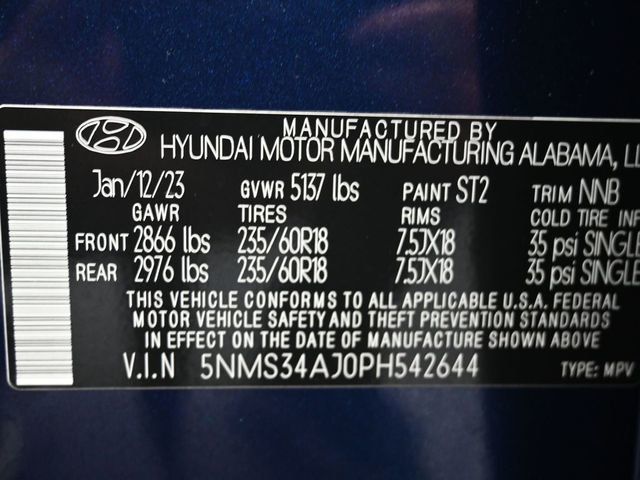 MANUFACTURED BY
HYUNDAI MOTOR MANUFACTURING ALABAMA,
Jan/12/23 GVWR 5137 lbs PAINT ST2 TRIM NNB
GAWR TIRES RIMS COLD TIRE
FRONT 2866 lbs 235/60R18 7.5JX18 35 psi SINGLE
REAR 2976 lbs 235/60R18 7.5JX18 35 psi SINGLE
THIS VEHICLE CONFORMS TO ALL APPLICABLE U.S.A. FEDERAL
MOTOR VEHICLE SAFETY AND THEFT PREVENTION STANDARDS
IN EFFECT ON THE DATE OF MANUFACTURE SHOWN ABOVE.
V.I.N 5NMS34AJ0PH542644 TYPE: MPV